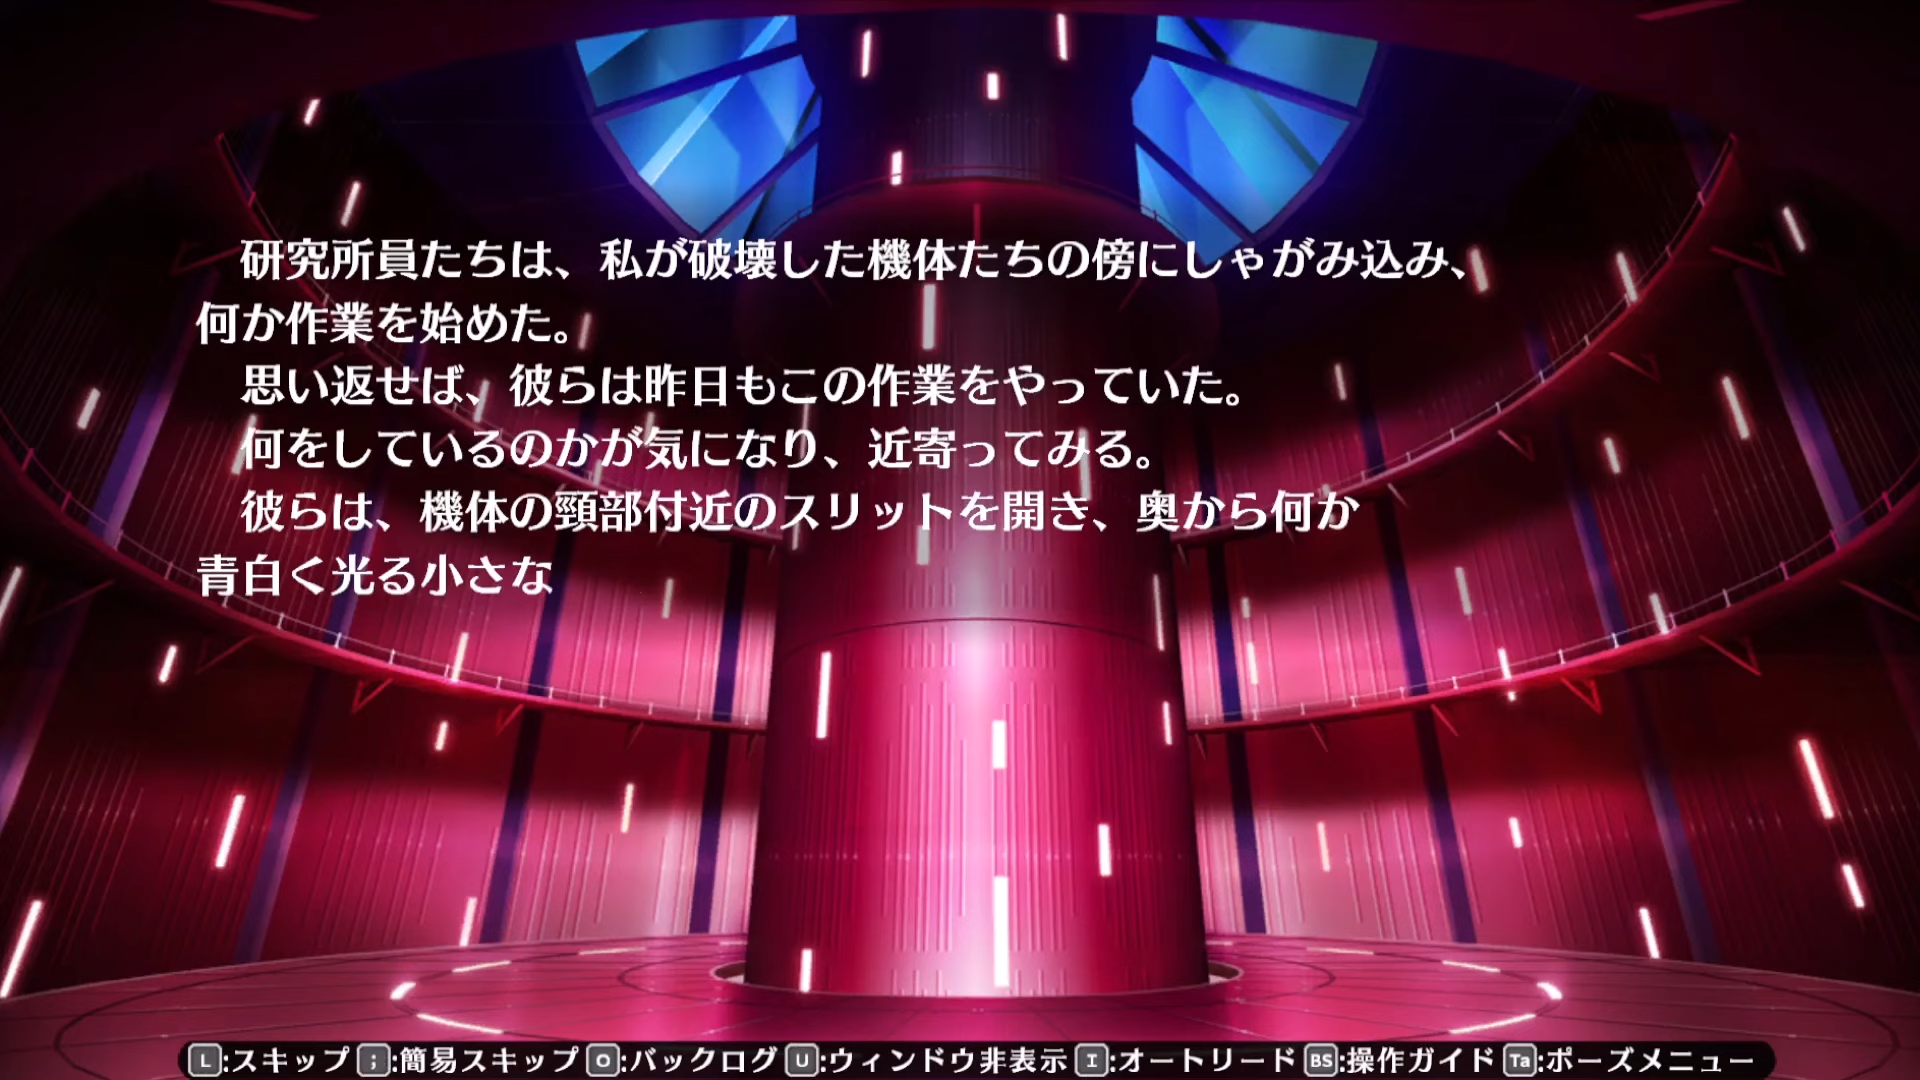 研究所員たちは、私が破壊した機体たちの傍にしゃがみ込み、
何か作業を始めた。
思い返せば、彼らは昨日もこの作業をやっていた。
何をしているのかが気になり、近寄ってみる。
彼らは、機体の頸部付近のスリットを開き、奥から何か
青白く光る小さな
L:スキップ ;:簡易スキップ O:バックログ U:ウィンドウ非表示 I:オートリード BS:操作ガイド Ta:ポーズメニュー